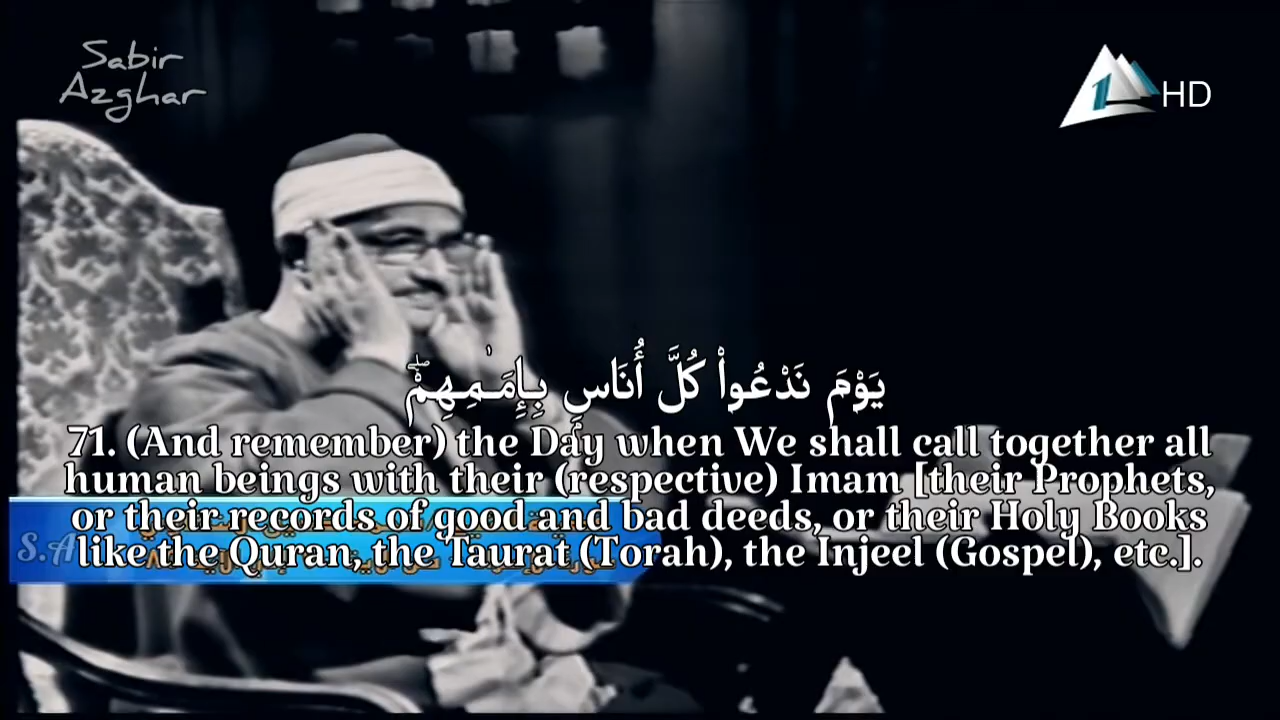 Sabir
Azghar
1 HD
يَوْمَ نَدْعُوا۟ كُلَّ أُنَاسٍۭ بِإِمَـٰمِهِمْ ۖ
71. (And remember) the Day when We shall call together all
human beings with their (respective) Imam [their Prophets,
or their records of good and bad deeds, or their Holy Books
like the Quran, the Taurat (Torah), the Injeel (Gospel), etc.].
S.A